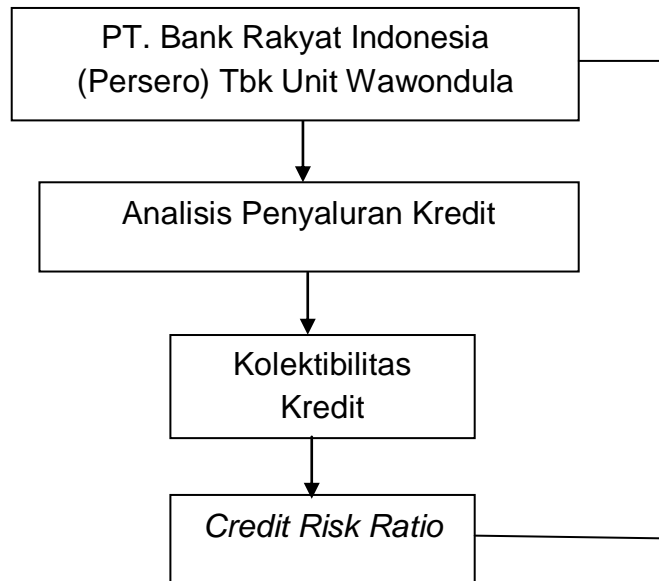 PT. Bank Rakyat Indonesia
(Persero) Tbk Unit Wawondula
Analisis Penyaluran Kredit
Kolektibilitas
Kredit
Credit Risk Ratio